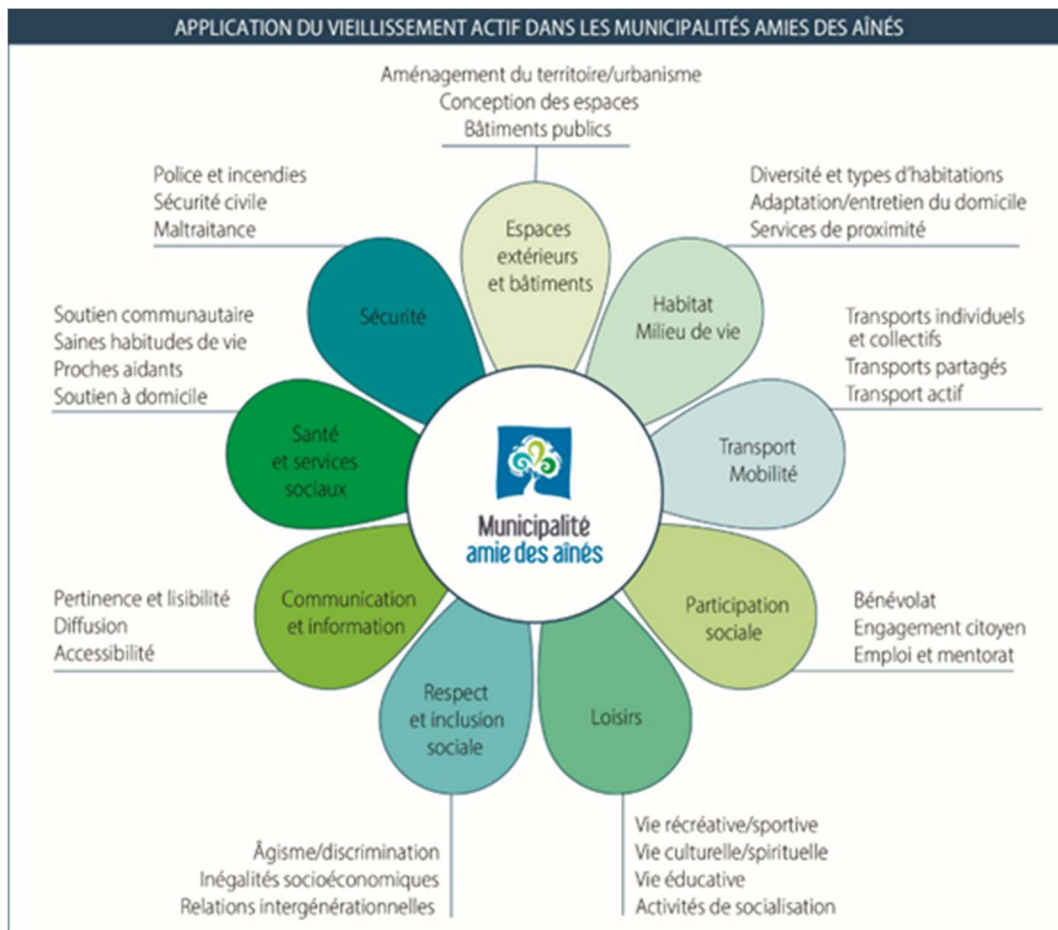 APPLICATION DU VIEILLISSEMENT ACTIF DANS LES MUNICIPALITÉS AMIES DES AÎNÉS
Aménagement du territoire/urbanisme
Conception des espaces
Bâtiments publics
Espaces
extérieurs
et bâtiments
Diversité et types d'habitations
Adaptation/entretien du domicile
Services de proximité
Habitat
Milieu de vie
Transports individuels
et collectifs
Transports partagés
Transport actif
Transport
Mobilité
Bénévolat
Engagement citoyen
Emploi et mentorat
Participation
sociale
Vie récréative/sportive
Vie culturelle/spirituelle
Vie éducative
Activités de socialisation
Loisirs
Âgisme/discrimination
Inégalités socioéconomiques
Relations intergénérationnelles
Respect
et inclusion
sociale
Pertinence et lisibilité
Diffusion
Accessibilité
Communication
et information
Soutien communautaire
Saines habitudes de vie
Proches aidants
Soutien à domicile
Santé
et services
sociaux
Police et incendies
Sécurité civile
Maltraitance
Sécurité
Municipalité
amie des aînés